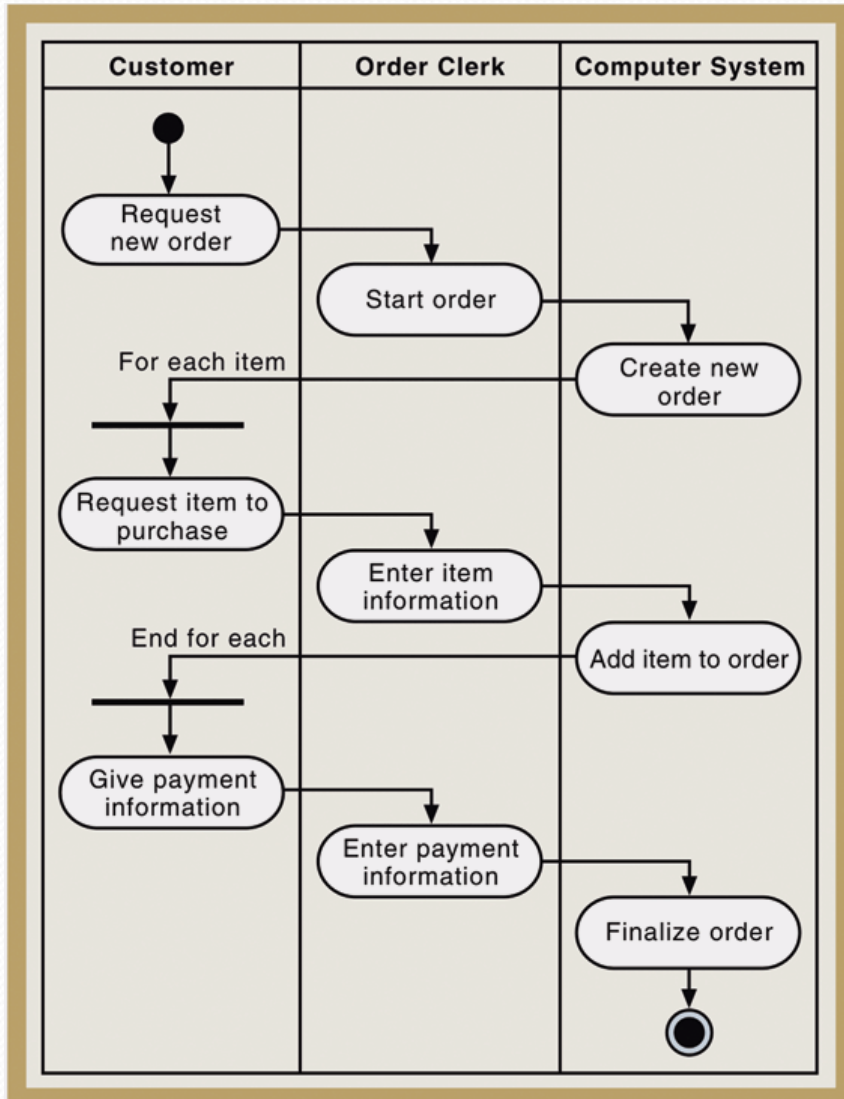 Customer
Order Clerk
Computer System
Request
new order
Start order
Create new
order
For each item
Request item to
purchase
Enter item
information
Add item to order
End for each
Give payment
information
Enter payment
information
Finalize order